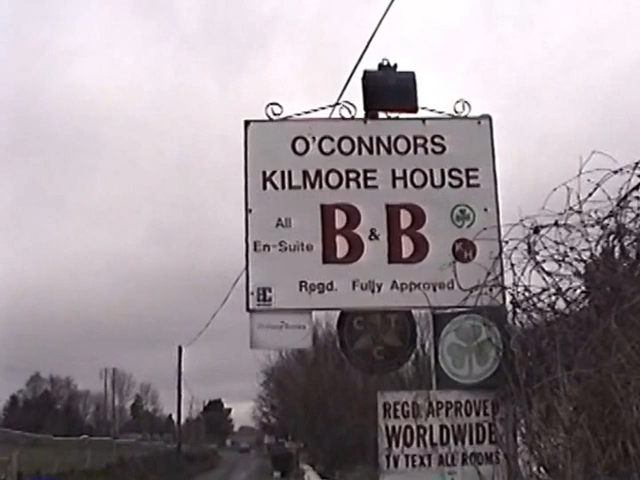 O'CONNORS
KILMORE HOUSE
All
En-Suite
B & B
K H
Regd. Fully Approved
C T
C
REGD. APPROVED
WORLDWIDE
TV TEXT ALL ROOMS